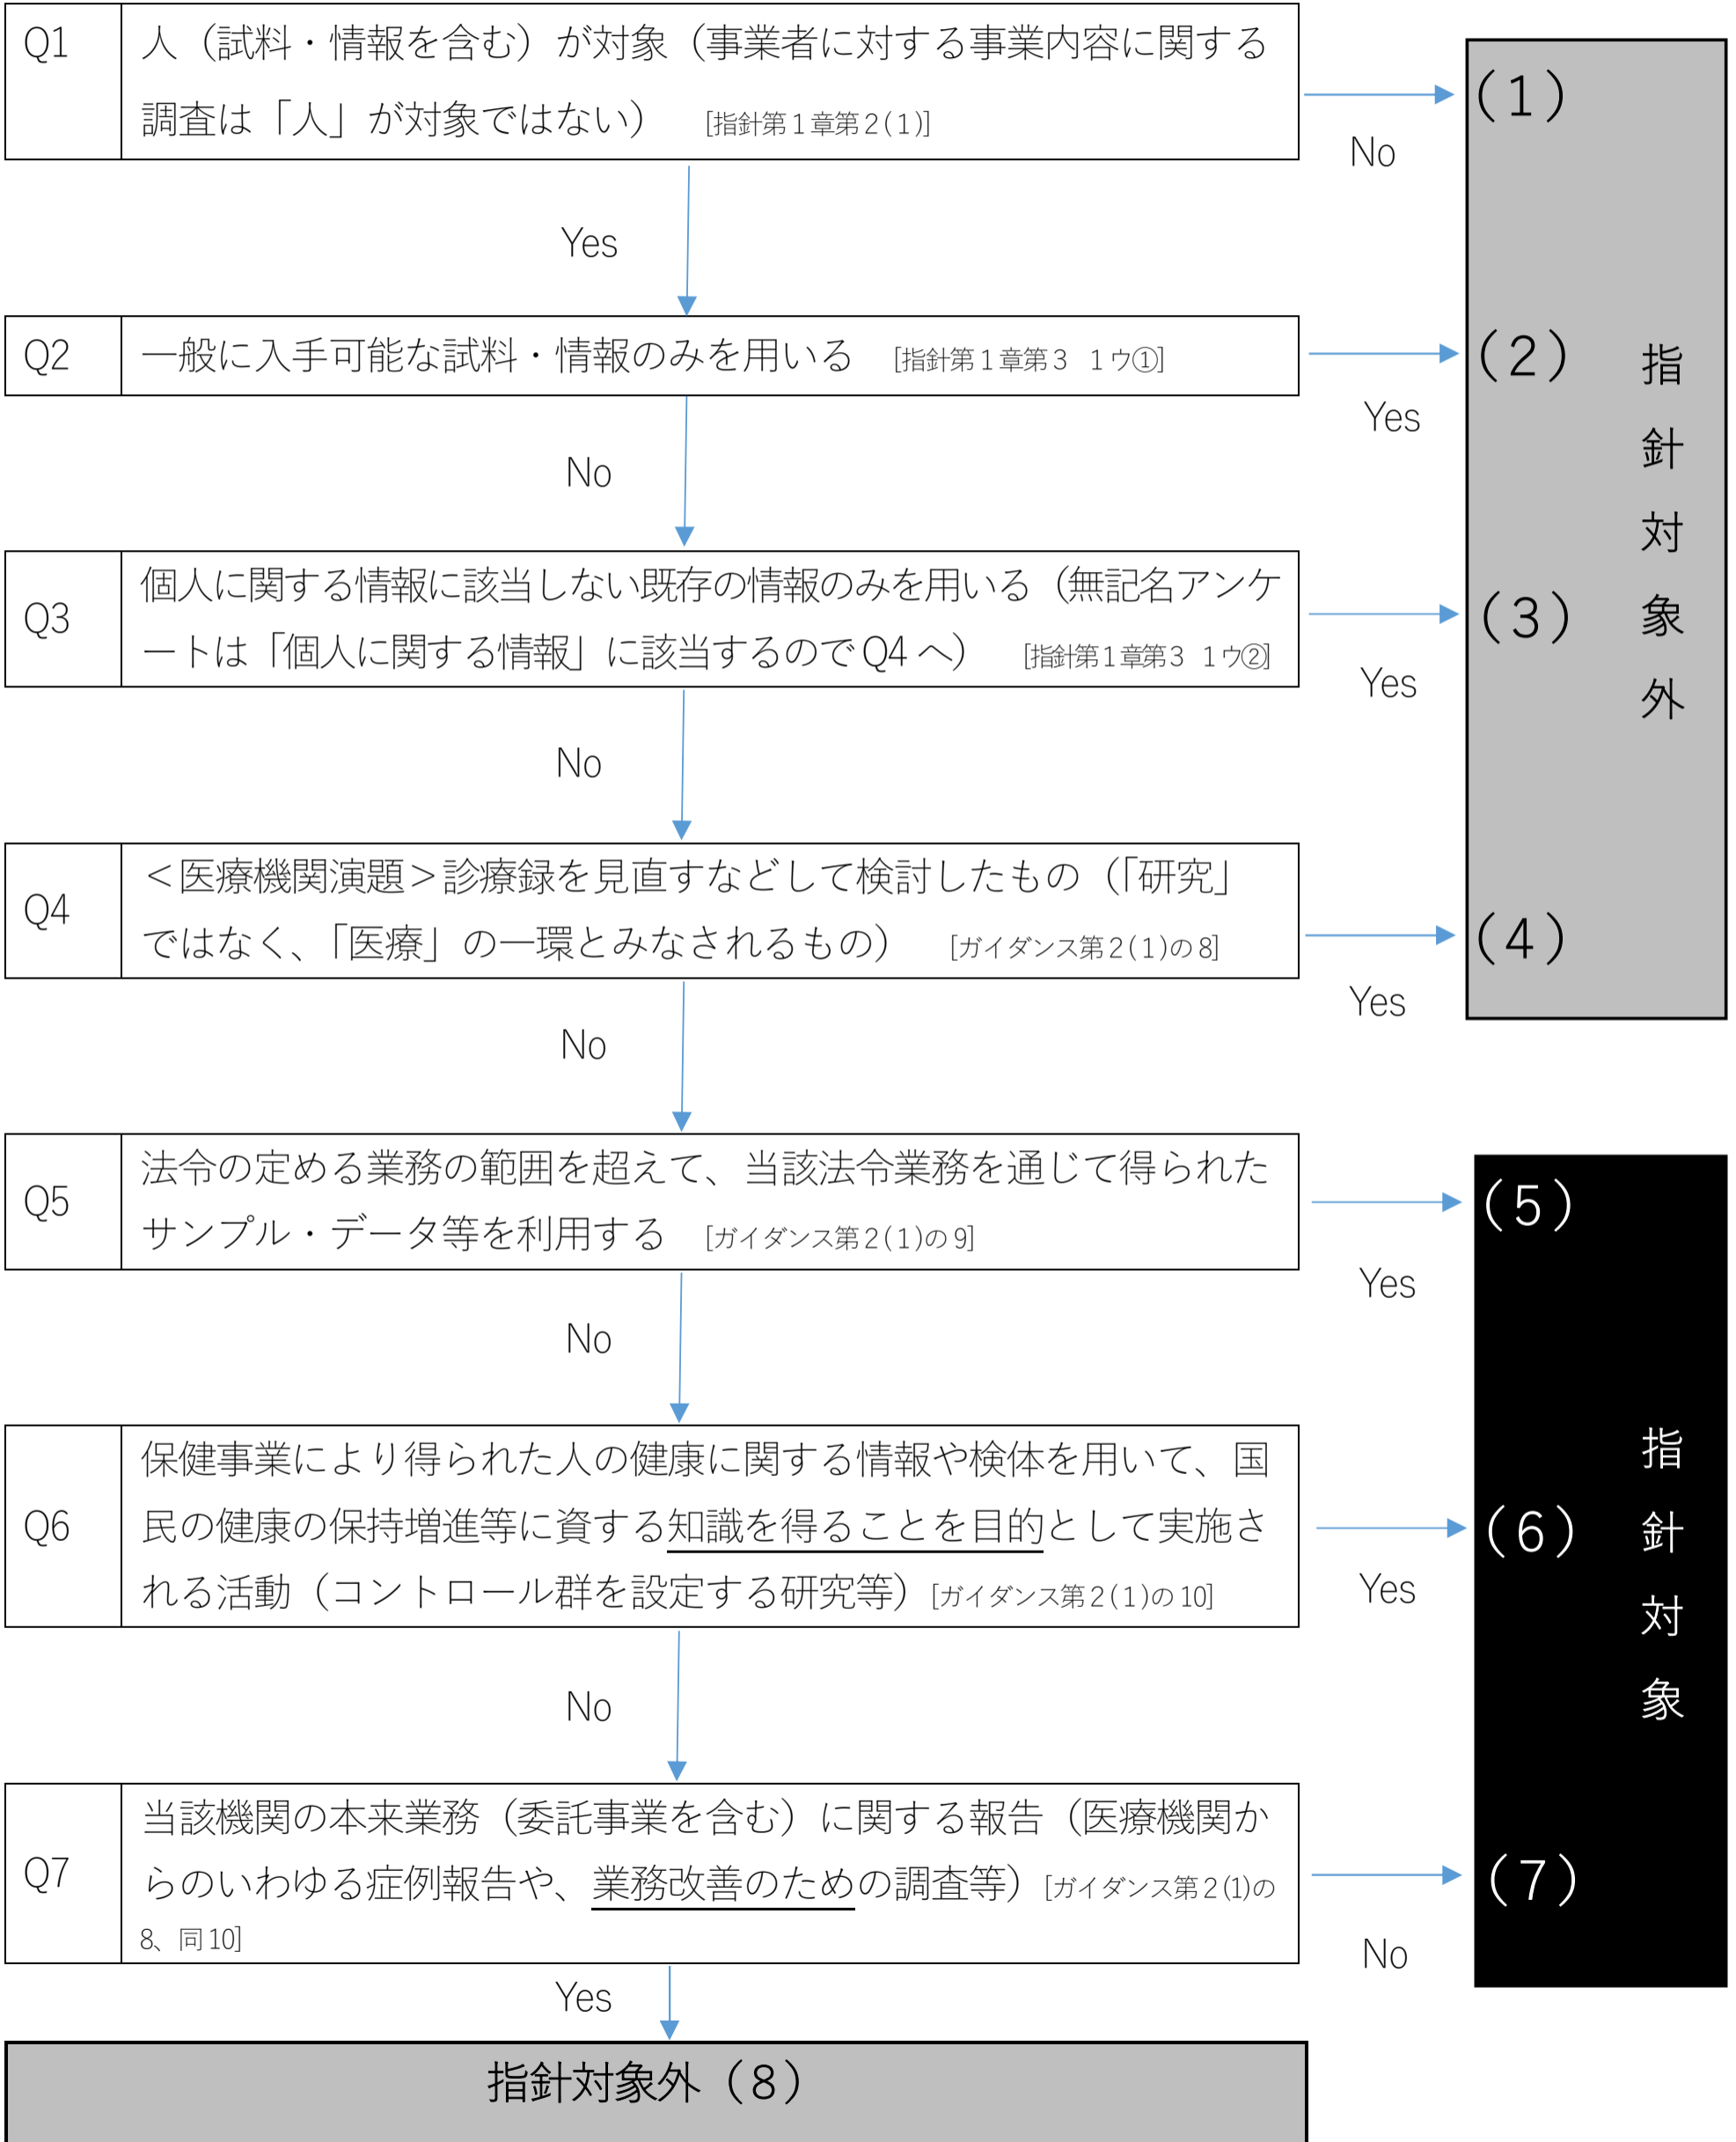 Q1
人（試料・情報を含む）が対象（事業者に対する事業内容に関する
調査は「人」が対象ではない） [指針第１章第２(１)]
No
(１)
Yes
Q2
一般に入手可能な試料・情報のみを用いる [指針第１章第３ １ウ①]
Yes
(２)
No
Q3
個人に関する情報に該当しない既存の情報のみを用いる（無記名アンケ
ートは「個人に関する情報」に該当するので Q4 へ） [指針第１章第３ １ウ②]
Yes
(３)
No
Q4
＜医療機関演題＞診療録を見直すなどして検討したもの（「研究」
ではなく、「医療」の一環とみなされるもの） [ガイダンス第２(１)の８]
Yes
(４)
指針対象外
No
Q5
法令の定める業務の範囲を超えて、当該法令業務を通じて得られた
サンプル・データ等を利用する [ガイダンス第２(１)の９]
Yes
(５)
No
Q6
保健事業により得られた人の健康に関する情報や検体を用いて、国
民の健康の保持増進等に資する知識を得ることを目的として実施さ
れる活動（コントロール群を設定する研究等）[ガイダンス第２(１)の 10]
Yes
(６)
No
Q7
当該機関の本来業務（委託事業を含む）に関する報告（医療機関か
らのいわゆる症例報告や、業務改善のための調査等）[ガイダンス第２(1)の
8、同 10]
No
(７)
指針対象
Yes
指針対象外（８）